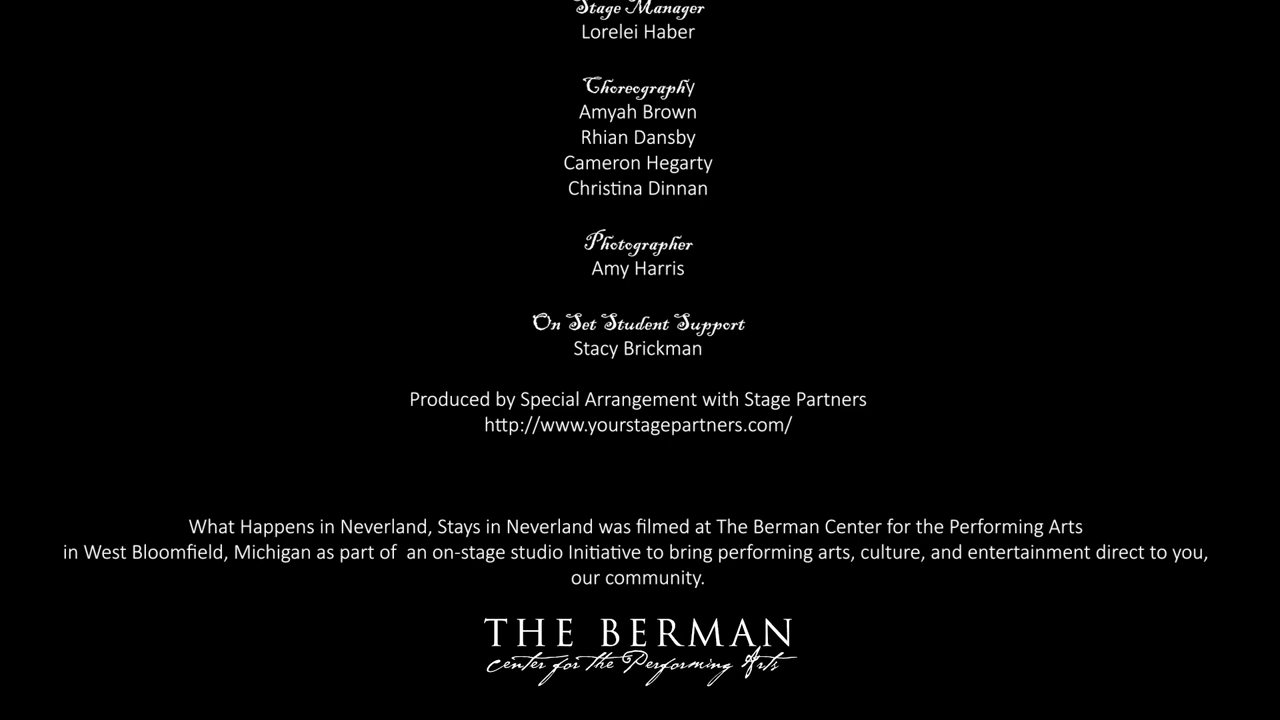 Stage Manager
Lorelei Haber
Choreography
Amyah Brown
Rhian Dansby
Cameron Hegarty
Christina Dinnan
Photographer
Amy Harris
On Set Student Support
Stacy Brickman
Produced by Special Arrangement with Stage Partners
http://www.yourstagepartners.com/
What Happens in Neverland, Stays in Neverland was filmed at The Berman Center for the Performing Arts
in West Bloomfield, Michigan as part of  an on-stage studio Initiative to bring performing arts, culture, and entertainment direct to you,
our community.
THE BERMAN
Center for the Performing Arts